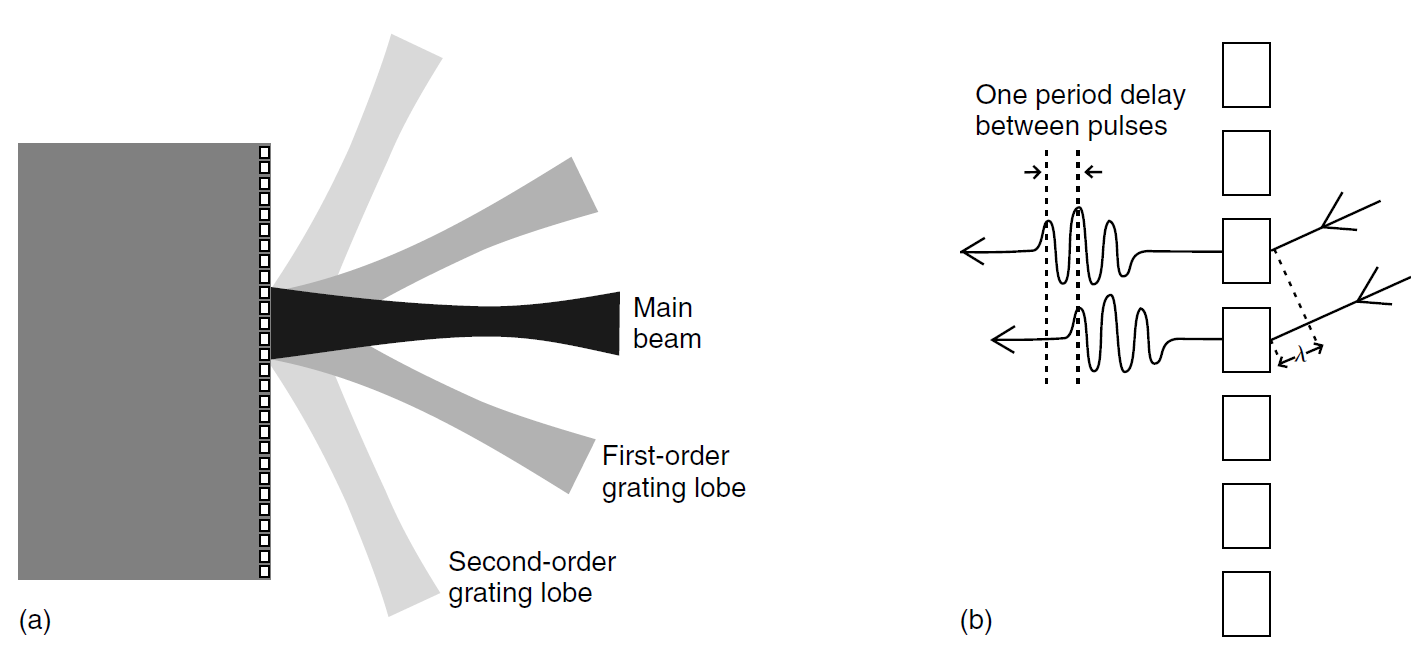 Main
beam
First-order
grating lobe
Second-order
grating lobe
(a)
One period delay
between pulses
λ
(b)